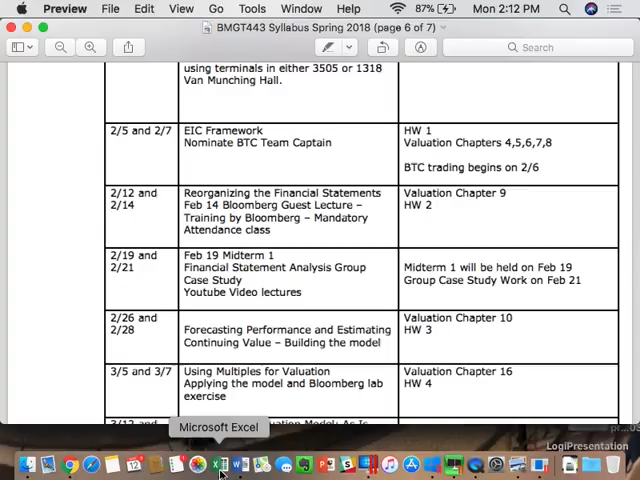 Preview File Edit View Go Tools Window Help 87% Mon 2:12 PM
BMGT443 Syllabus Spring 2018 (page 6 of 7)
Search
using terminals in either 3505 or 1318
Van Munching Hall.
2/5 and 2/7
EIC Framework
Nominate BTC Team Captain
HW 1
Valuation Chapters 4,5,6,7,8
BTC trading begins on 2/6
2/12 and
2/14
Reorganizing the Financial Statements
Feb 14 Bloomberg Guest Lecture –
Training by Bloomberg – Mandatory
Attendance class
Valuation Chapter 9
HW 2
2/19 and
2/21
Feb 19 Midterm 1
Financial Statement Analysis Group
Case Study
Youtube Video lectures
Midterm 1 will be held on Feb 19
Group Case Study Work on Feb 21
2/26 and
2/28
Forecasting Performance and Estimating
Continuing Value – Building the model
Valuation Chapter 10
HW 3
3/5 and 3/7
Using Multiples for Valuation
Applying the model and Bloomberg lab
exercise
Valuation Chapter 16
HW 4
3/12 and
Valuation Model: As Is
Microsoft Excel
LogiPresentation
12